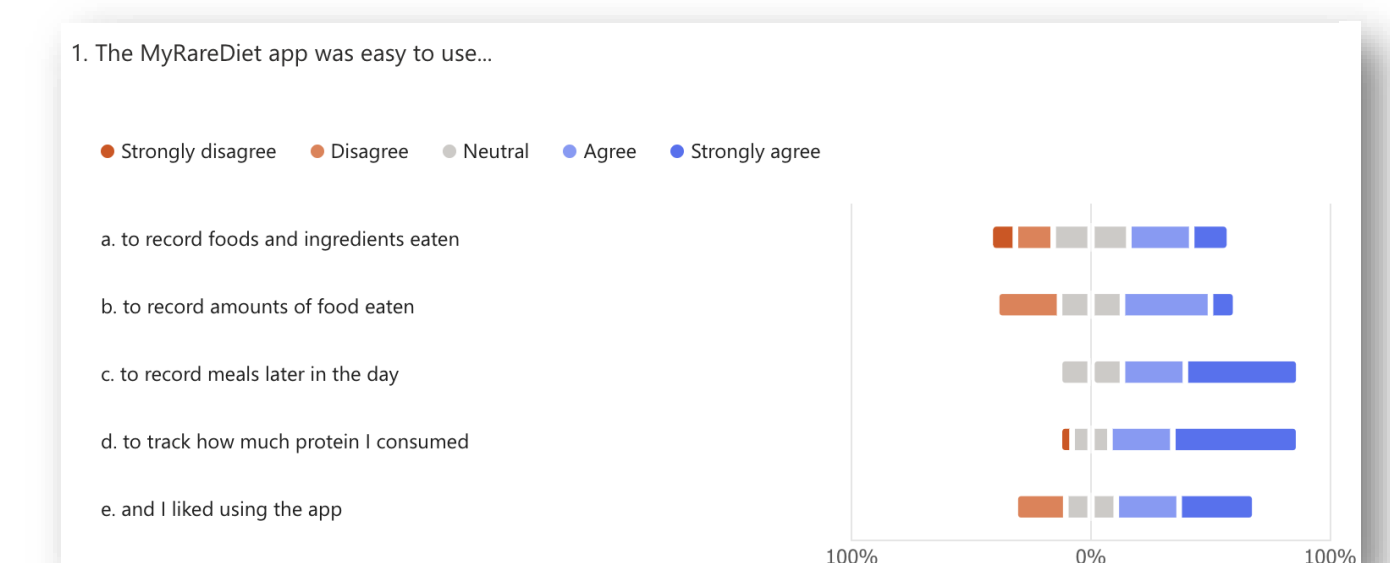 1. The MyRareDiet app was easy to use...
Strongly disagree Disagree Neutral Agree Strongly agree
a. to record foods and ingredients eaten
b. to record amounts of food eaten
c. to record meals later in the day
d. to track how much protein I consumed
e. and I liked using the app
100% 0% 100%